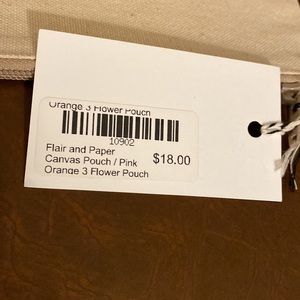 Orange 3 Flower Pouch
10902
Flair and Paper
Canvas Pouch / Pink $18.00
Orange 3 Flower Pouch